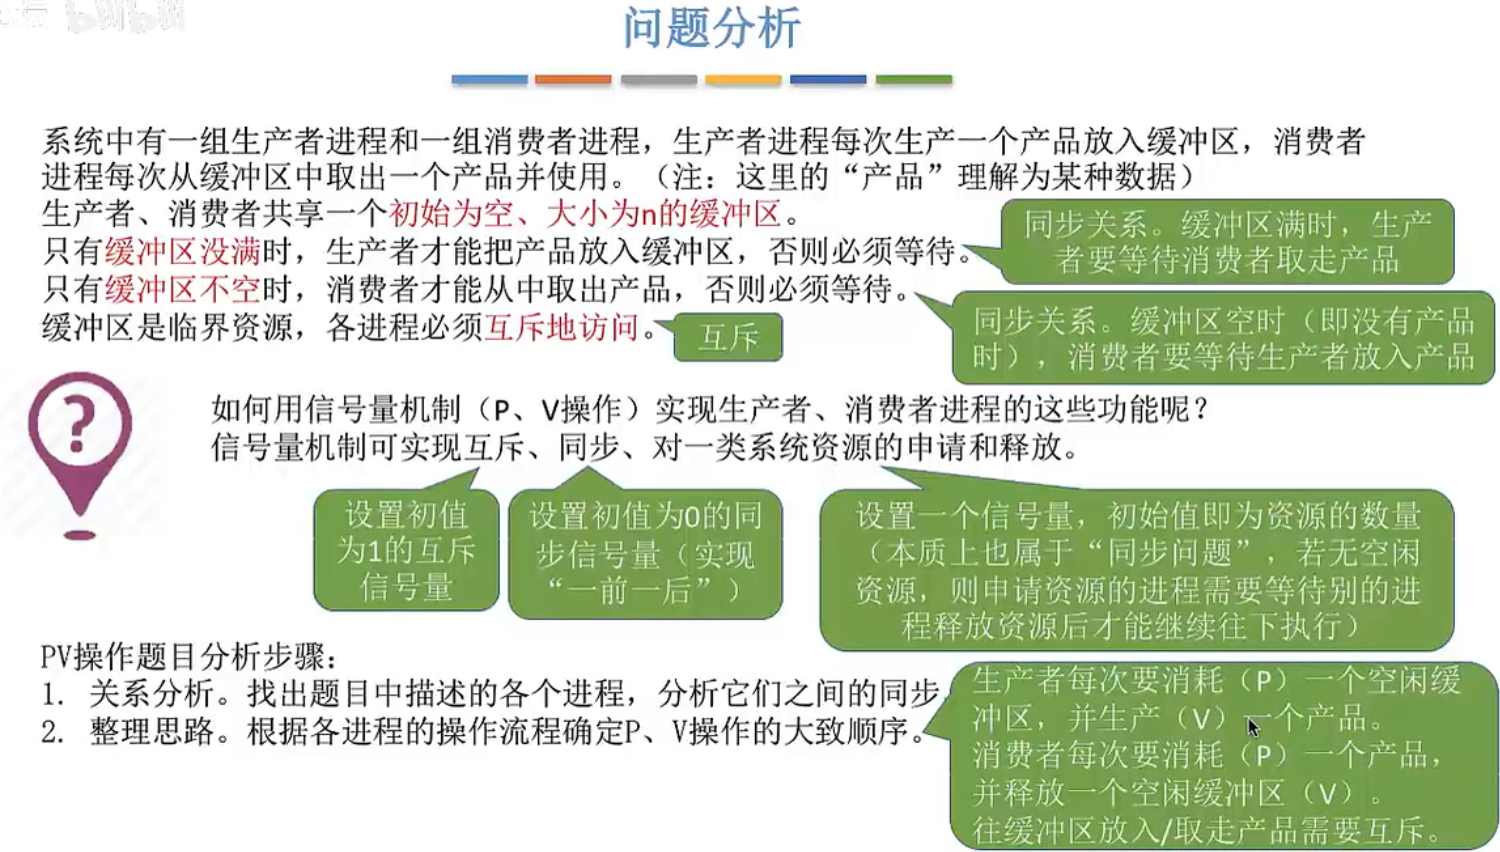 bilibili
问题分析
系统中有一组生产者进程和一组消费者进程，生产者进程每次生产一个产品放入缓冲区，消费者
进程每次从缓冲区中取出一个产品并使用。（注：这里的“产品”理解为某种数据）
生产者、消费者共享一个初始为空、大小为n的缓冲区。
只有缓冲区没满时，生产者才能把产品放入缓冲区，否则必须等待。
同步关系。缓冲区满时，生产
者要等待消费者取走产品
只有缓冲区不空时，消费者才能从中取出产品，否则必须等待。
同步关系。缓冲区空时（即没有产品
时），消费者要等待生产者放入产品
缓冲区是临界资源，各进程必须互斥地访问。
互斥
?
如何用信号量机制（P、V操作）实现生产者、消费者进程的这些功能呢？
信号量机制可实现互斥、同步、对一类系统资源的申请和释放。
设置初值
为1的互斥
信号量
设置初值为0的同
步信号量（实现
“一前一后”）
设置一个信号量，初始值即为资源的数量
（本质上也属于“同步问题”，若无空闲
资源，则申请资源的进程需要等待别的进
程释放资源后才能继续往下执行）
PV操作题目分析步骤：
1. 关系分析。找出题目中描述的各个进程，分析它们之间的同步
2. 整理思路。根据各进程的操作流程确定P、V操作的大致顺序。
生产者每次要消耗（P）一个空闲缓
冲区，并生产（V）一个产品。
消费者每次要消耗（P）一个产品，
并释放一个空闲缓冲区（V）。
往缓冲区放入/取走产品需要互斥。